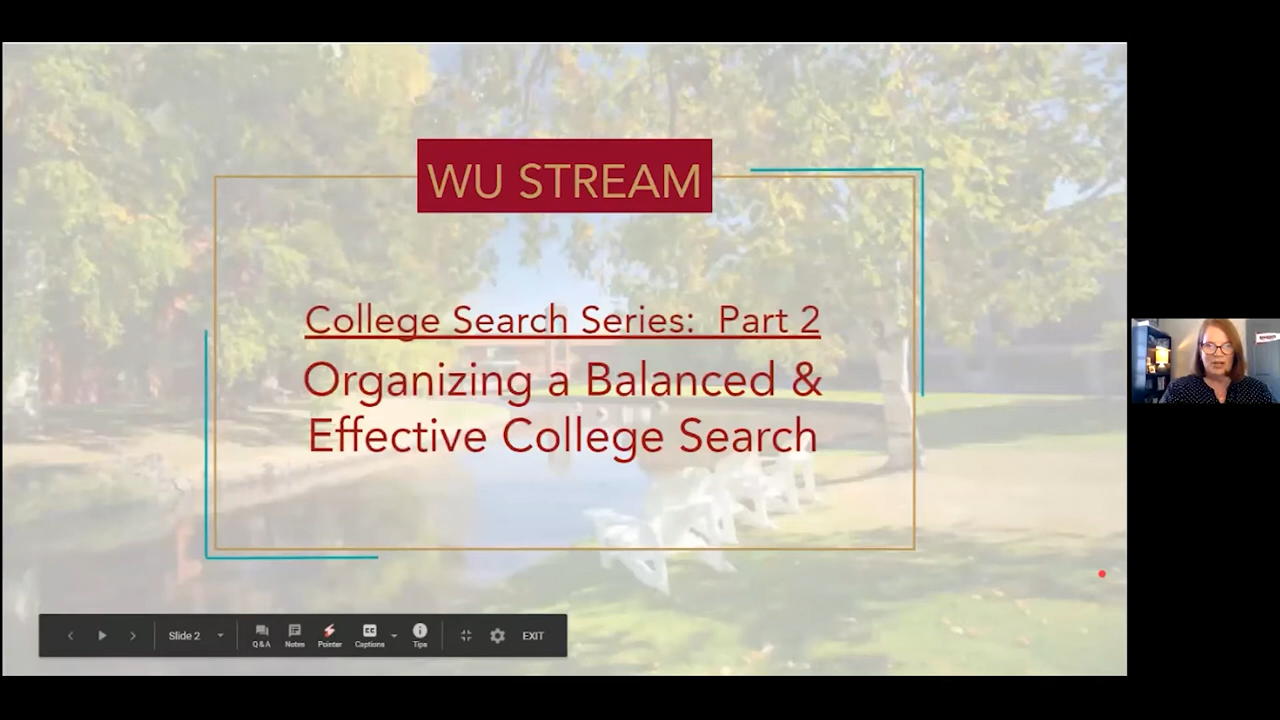 WU STREAM
College Search Series: Part 2
Organizing a Balanced &
Effective College Search
Slide 2
Q&A
Notes
Pointer
Captions
Tips
EXIT